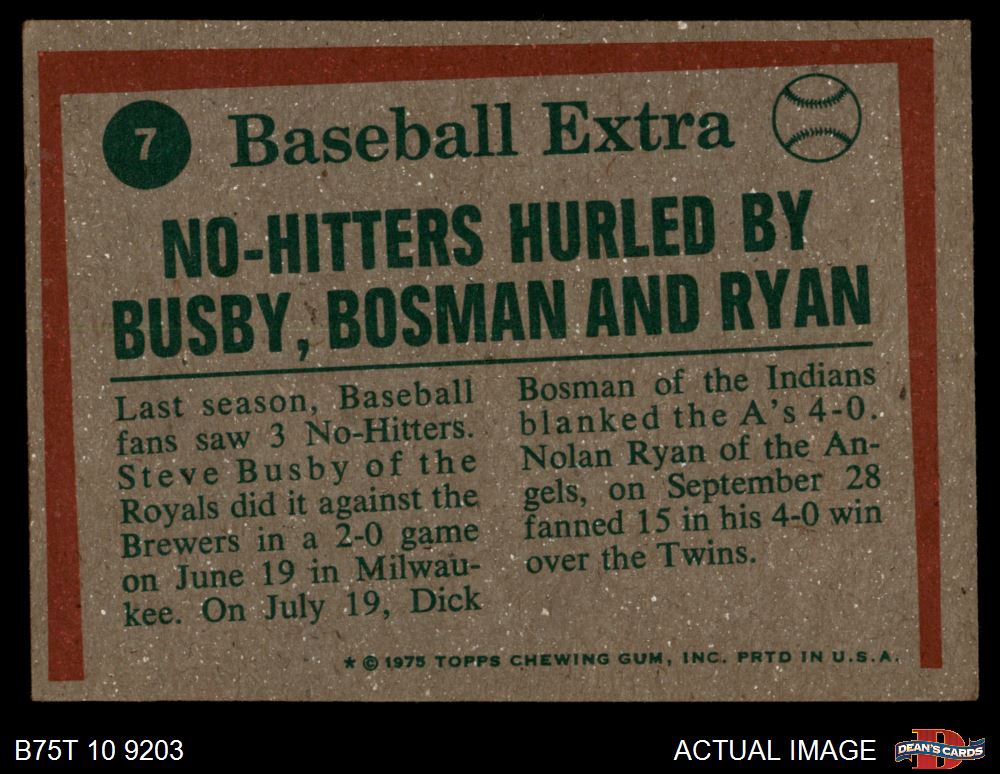 7
Baseball Extra
NO-HITTERS HURLED BY
BUSBY, BOSMAN AND RYAN
Last season, Baseball
fans saw 3 No-Hitters.
Steve Busby of the
Royals did it against the
Brewers in a 2-0 game
on June 19 in Milwau-
kee. On July 19, Dick
Bosman of the Indians
blanked the A's 4-0.
Nolan Ryan of the An-
gels, on September 28
fanned 15 in his 4-0 win
over the Twins.
* © 1975 TOPPS CHEWING GUM, INC. PRTD IN U.S.A.
B75T 10 9203
ACTUAL IMAGE
D
DEAN'S CARDS
DEAN'S CARDS